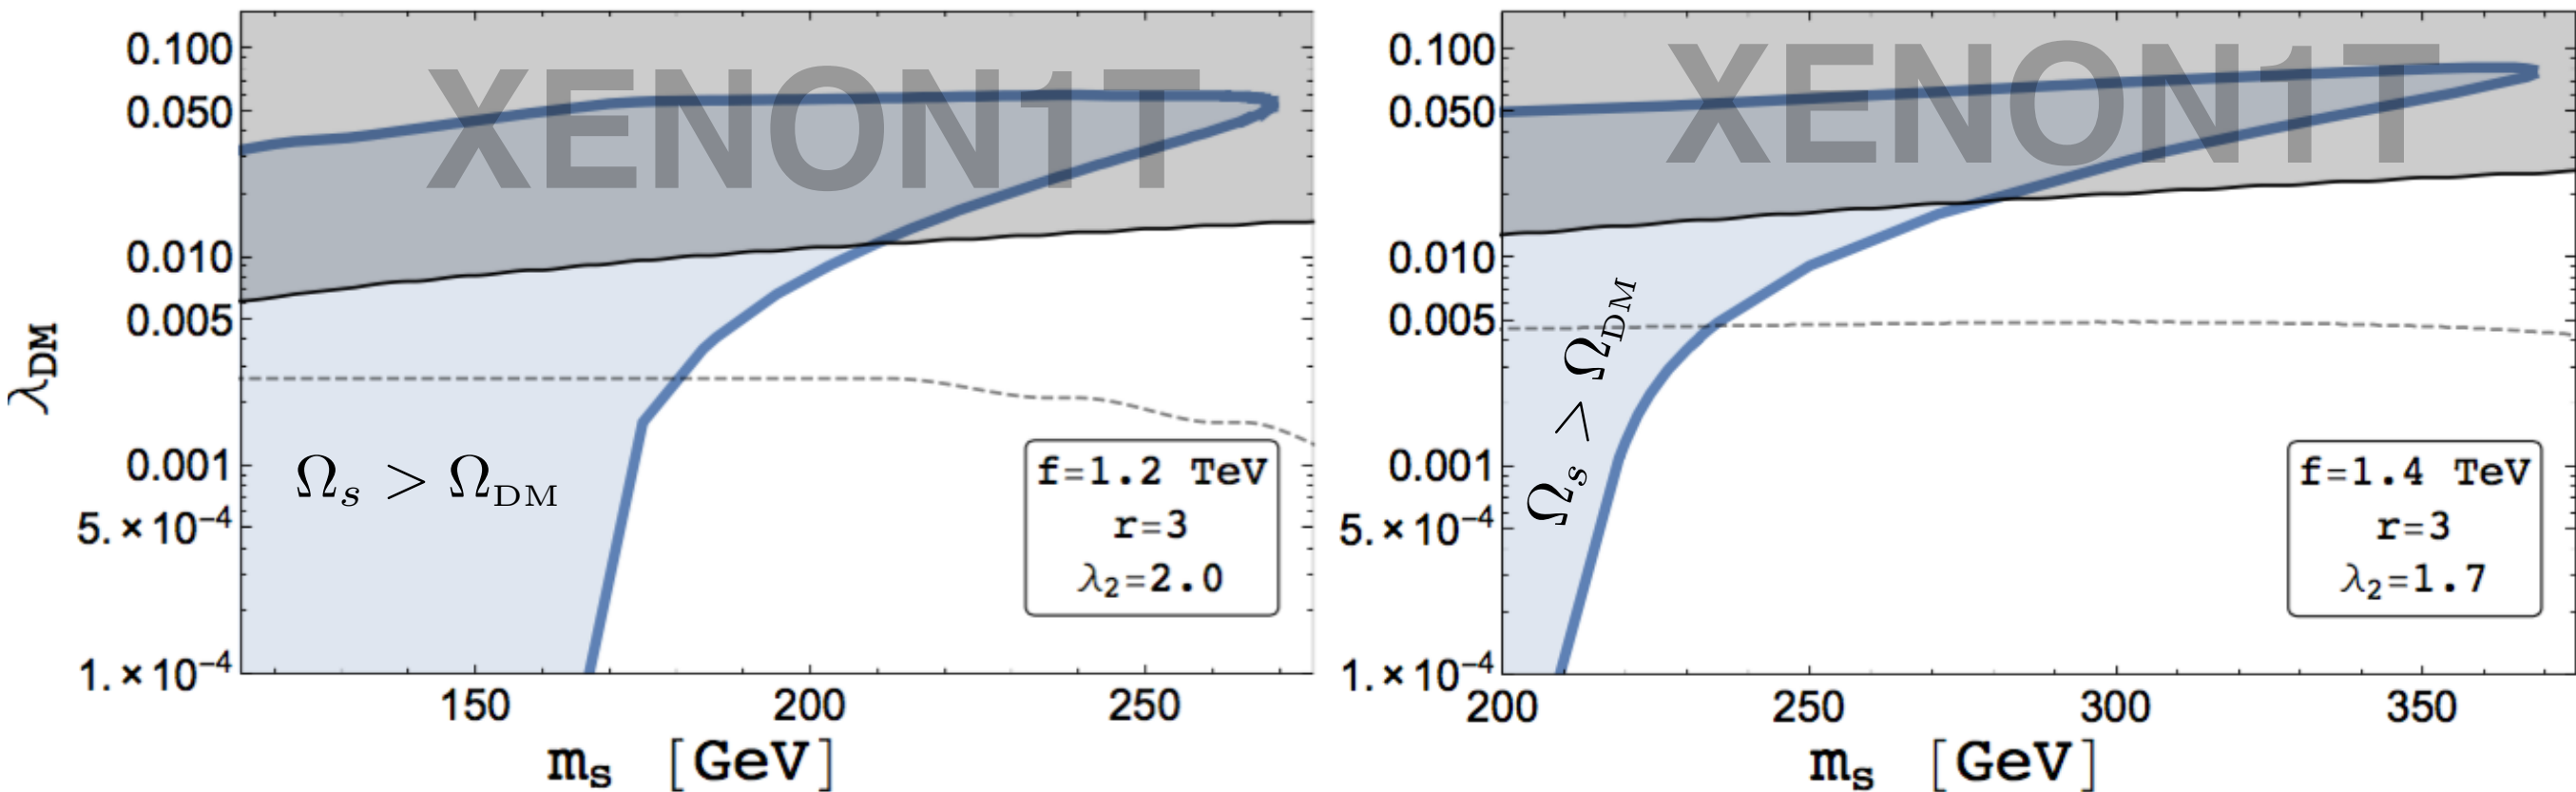 XENON1T
0.100
0.050
0.010
0.005
0.001
5.×10⁻⁴
1.×10⁻⁴
λDM
Ωs > ΩDM
f=1.2 TeV
r=3
λ2=2.0
150 200 250
ms [GeV]
XENON1T
0.100
0.050
0.010
0.005
0.001
5.×10⁻⁴
1.×10⁻⁴
Ωs > ΩDM
f=1.4 TeV
r=3
λ2=1.7
200 250 300 350
ms [GeV]